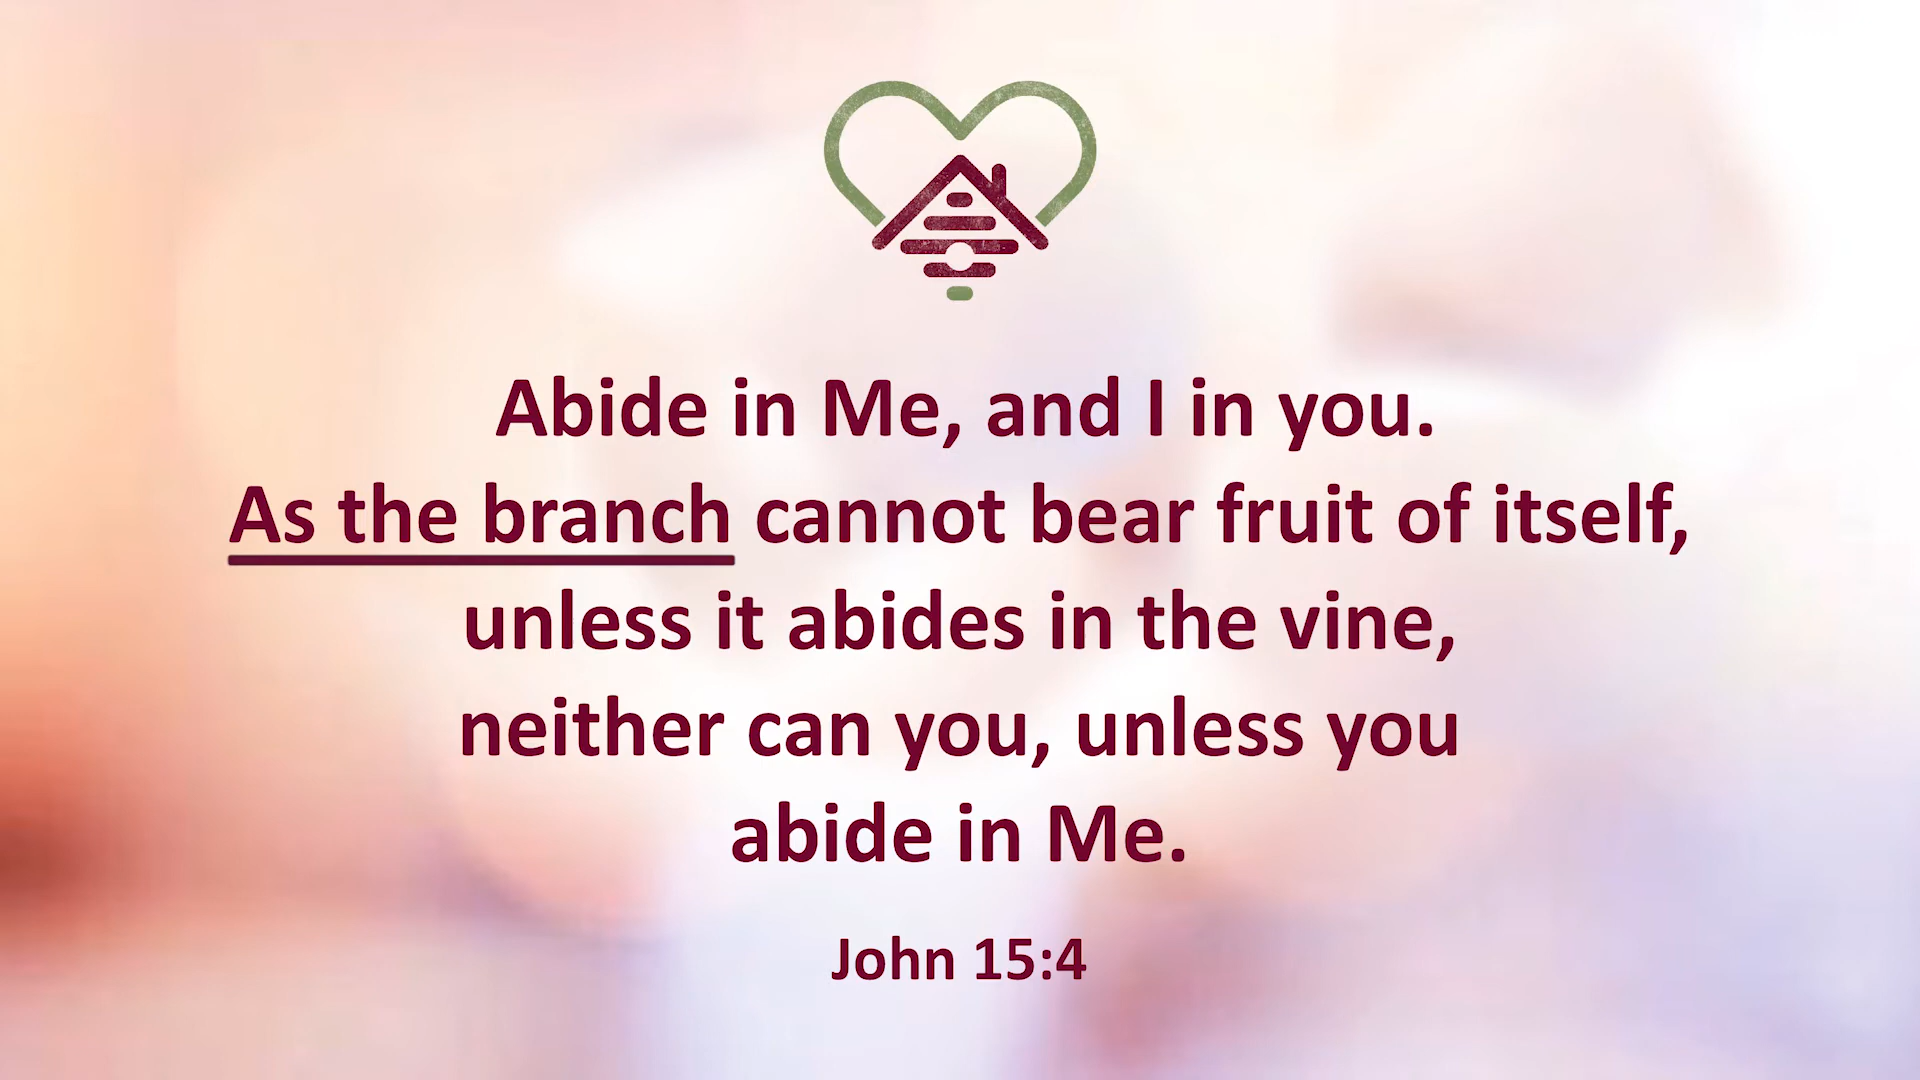 Abide in Me, and I in you.
As the branch cannot bear fruit of itself,
unless it abides in the vine,
neither can you, unless you
abide in Me.
John 15:4